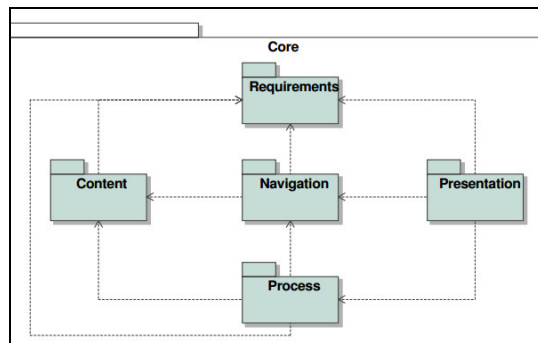 Core
Requirements
Content
Navigation
Presentation
Process